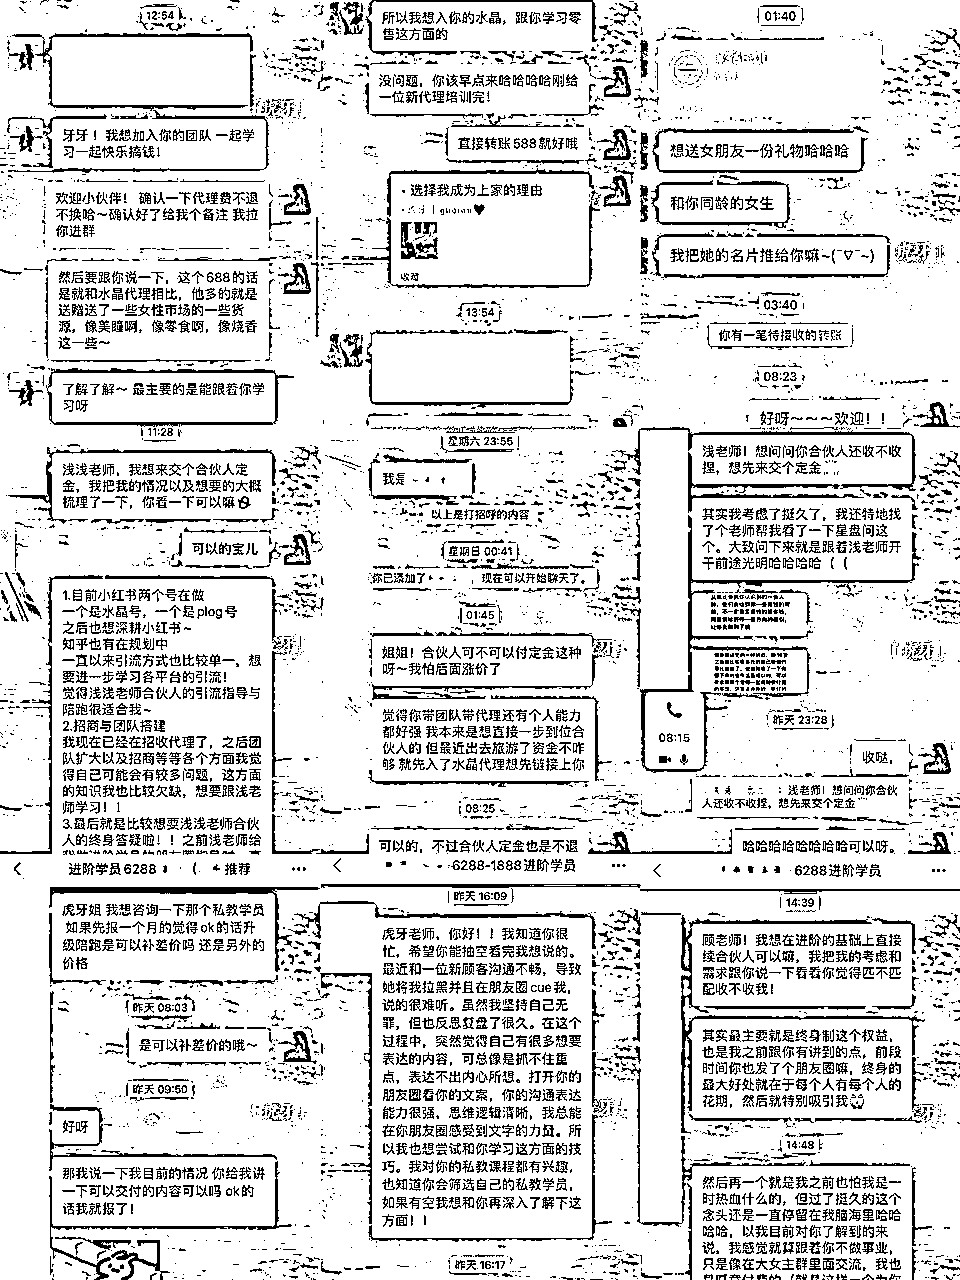 12:54
牙牙！我想加入你的团队 一起学
习一起快乐搞钱！
欢迎小伙伴！ 确认一下代理费不退
不换哈～确认好了给我个备注 我拉
你进群
然后要跟你说一下，这个688的话
是就和水晶代理相比，他多的就是
送赠送了一些女性市场的一些货
源，像美瞳啊，像零食啊，像烧香
这一些～
了解了解～ 最主要的是能跟着你学
习呀
11:28
浅浅老师，我想来交个合伙人定
金，我把我的情况以及想要的大概
梳理了一下，你看一下可以嘛
可以的宝儿
1.目前小红书两个号在做
一个是水晶号，一个是plog号
之后也想深耕小红书~
知乎也有在规划中
一直以来引流方式也比较单一，想
要进一步学习各平台的引流！
觉得浅浅老师合伙人的引流指导与
陪跑很适合我～
2.招商与团队搭建
我现在已经在招收代理了，之后团
队扩大以及招商等等各个方面我觉
得自己可能会有较多问题，这方面
的知识我也比较欠缺，想要跟浅老
师学习！！
3.最后就是比较想要浅浅老师合伙
人的终身答疑啦！！之前浅老师给
所以我想入你的水晶，跟你学习零
售这方面的
没问题，你该早点来哈哈哈哈刚给
一位新代理培训完！
直接转账588就好哦
· 选择我成为上家的理由
收藏
13:54
星期六 23:55
我是
以上是打招呼的内容
星期日 00:41
你已添加了
现在可以开始聊天了。
01:45
姐姐！合伙人可不可以付定金这种
呀～我怕后面涨价了
觉得你带团队带代理还有个人能力
都好强 我本来是想直接一步到位合
伙人的 但最近出去旅游了资金不咋
够 就先入了水晶代理想先链接上你
08:25
可以的，不过合伙人定金也是不退
01:40
想送女朋友一份礼物哈哈哈
和你同龄的女生
我把她的名片推给你嘛~(￣▽￣~)
03:40
你有一笔待接收的转账
08:23
好呀～～～欢迎！！
浅老师！想问问你合伙人还收不收
捏，想先来交个定金
其实我考虑了挺久了，我还特地找
了个老师帮我看了一下星盘问这
个。大致问下来就是跟着浅老师开
干前途光明哈哈哈哈
昨天 23:28
08:15
收哒，
浅老师！想问问你合伙
人还收不收捏，想先来交个定金
哈哈哈哈哈哈哈哈可以呀。
进阶学员6288
推荐
虎牙姐 我想咨询一下那个私教学员
如果先报一个月的觉得ok的话升
级陪跑是可以补差价吗 还是另外的
价格
昨天 08:03
是可以补差价的哦～
昨天 09:50
好呀
那我说一下我目前的情况 你给我讲
一下可以交付的内容可以吗 ok的
话我就报了！
6288-1888进阶学员
昨天 16:09
虎牙老师，你好！！我知道你很
忙，希望你能抽空看完我想说的。
最近和一位新顾客沟通不畅，导致
她将我拉黑并且在朋友圈cue我，
说的很难听。虽然我坚持自己无
罪，但也反思复盘了很久。在这个
过程中，突然觉得自己有很多想要
表达的内容，可总像是抓不住重
点，表达不出内心所想。打开你的
朋友圈看你的文案，你的沟通表达
能力很强，思维逻辑清晰，我总能
在你朋友圈感受到文字的力量。所
以我也想尝试和你学习这方面的技
巧。我对你的私教课程都有兴趣，
也知道你会筛选自己的私教学员，
如果有空我想和你再深入了解下这
方面！！
昨天 16:17
6288进阶学员
14:39
顾老师！我想在进阶的基础上直接
续合伙人可以嘛，我把我的考虑和
需求跟你说一下看看你觉得匹不匹
配收不收我！
其实最主要就是终身制这个权益，
也是我之前跟你有讲到的点，前段
时间你也发了个朋友圈嘛，终身的
最大好处就在于每个人有每个人的
花期，然后就特别吸引我
14:48
然后再一个就是我之前也怕我是一
时热血什么的，但过了挺久的这个
念头还是一直停留在我脑海里哈哈
哈哈，以我目前对你了解到的来
说，我感觉就算跟着你不做事业，
只是像在大女主群里面交流，我也